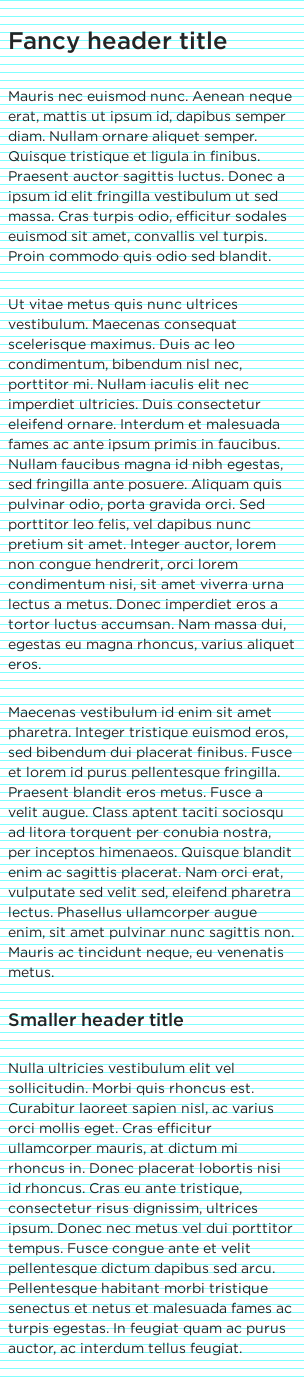 Fancy header title
Mauris nec euismod nunc. Aenean neque
erat, mattis ut ipsum id, dapibus semper
diam. Nullam ornare aliquet semper.
Quisque tristique et ligula in finibus.
Praesent auctor sagittis luctus. Donec a
ipsum id elit fringilla vestibulum ut sed
massa. Cras turpis odio, efficitur sodales
euismod sit amet, convallis vel turpis.
Proin commodo quis odio sed blandit.
Ut vitae metus quis nunc ultrices
vestibulum. Maecenas consequat
scelerisque maximus. Duis ac leo
condimentum, bibendum nisl nec,
porttitor mi. Nullam iaculis elit nec
imperdiet ultricies. Duis consectetur
eleifend ornare. Interdum et malesuada
fames ac ante ipsum primis in faucibus.
Nullam faucibus magna id nibh egestas,
sed fringilla ante posuere. Aliquam quis
pulvinar odio, porta gravida orci. Sed
porttitor leo felis, vel dapibus nunc
pretium sit amet. Integer auctor, lorem
non congue hendrerit, orci lorem
condimentum nisi, sit amet viverra urna
lectus a metus. Donec imperdiet eros a
tortor luctus accumsan. Nam massa dui,
egestas eu magna rhoncus, varius aliquet
eros.
Maecenas vestibulum id enim sit amet
pharetra. Integer tristique euismod eros,
sed bibendum dui placerat finibus. Fusce
et lorem id purus pellentesque fringilla.
Praesent blandit eros metus. Fusce a
velit augue. Class aptent taciti sociosqu
ad litora torquent per conubia nostra,
per inceptos himenaeos. Quisque blandit
enim ac sagittis placerat. Nam orci erat,
vulputate sed velit sed, eleifend pharetra
lectus. Phasellus ullamcorper augue
enim, sit amet pulvinar nunc sagittis non.
Mauris ac tincidunt neque, eu venenatis
metus.
Smaller header title
Nulla ultricies vestibulum elit vel
sollicitudin. Morbi quis rhoncus est.
Curabitur laoreet sapien nisl, ac varius
orci mollis eget. Cras efficitur
ullamcorper mauris, at dictum mi
rhoncus in. Donec placerat lobortis nisi
id rhoncus. Cras eu ante tristique,
consectetur risus dignissim, ultrices
ipsum. Donec nec metus vel dui porttitor
tempus. Fusce congue ante et velit
pellentesque dictum dapibus sed arcu.
Pellentesque habitant morbi tristique
senectus et netus et malesuada fames ac
turpis egestas. In feugiat quam ac purus
auctor, ac interdum tellus feugiat.